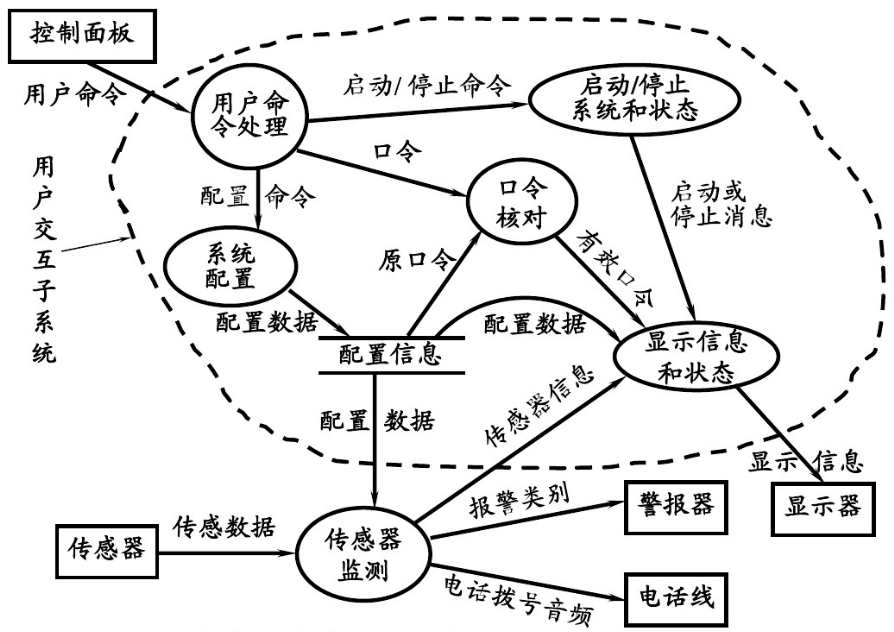 控制面板
用户命令
用户命
令处理
启动/停止命令
启动/停止
系统和状态
口令
口令
核对
配置 命令
系统
配置
原口令
有效口令
启动或
停止消息
用户交互子系统
配置数据
配置信息
配置数据
显示信息
和状态
配置 数据
传感器信息
显示 信息
显示器
传感器
传感数据
传感器
监测
报警类别
警报器
电话拨号音频
电话线